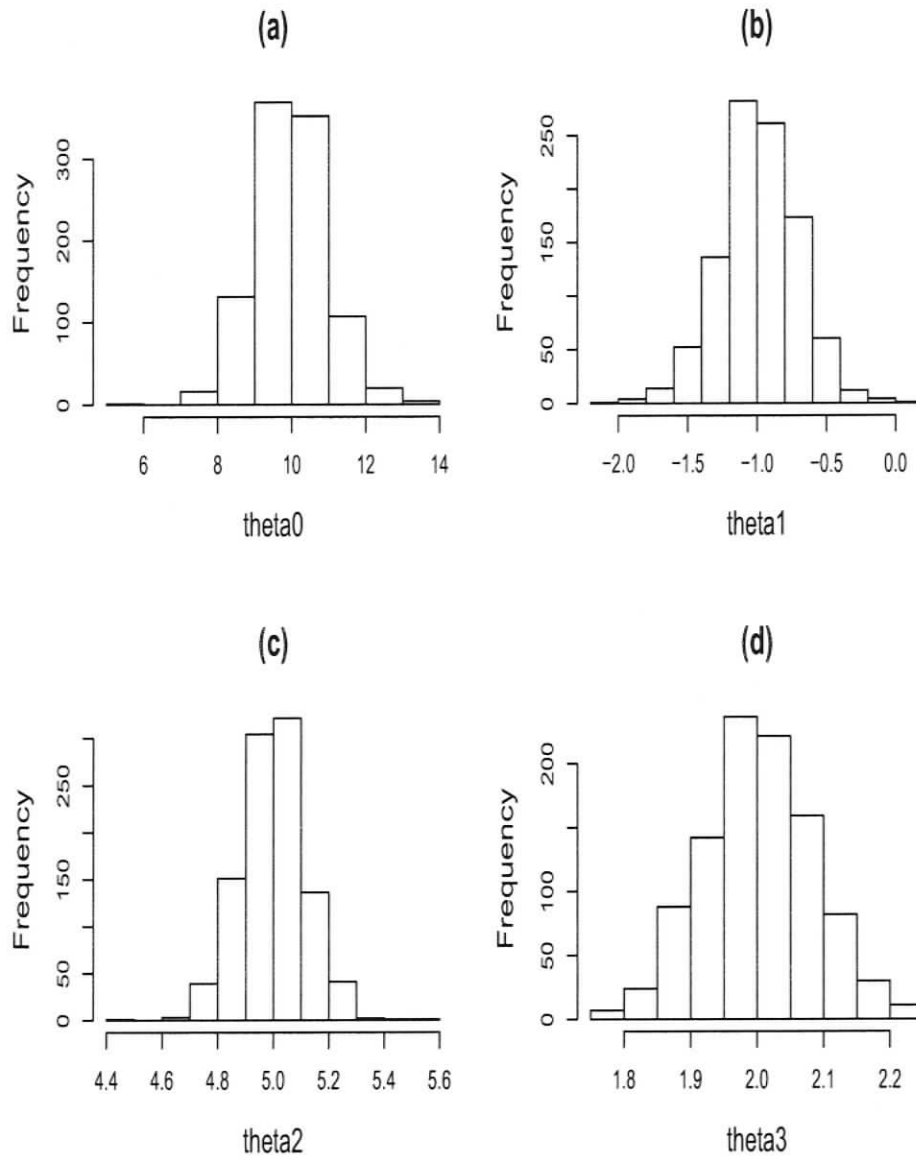 (a)
Frequency
0 100 200 300
6 8 10 12 14
theta0
(b)
Frequency
0 50 150 250
−2.0 −1.5 −1.0 −0.5 0.0
theta1
(c)
Frequency
0 50 150 250
4.4 4.6 4.8 5.0 5.2 5.4 5.6
theta2
(d)
Frequency
0 50 100 200
1.8 1.9 2.0 2.1 2.2
theta3